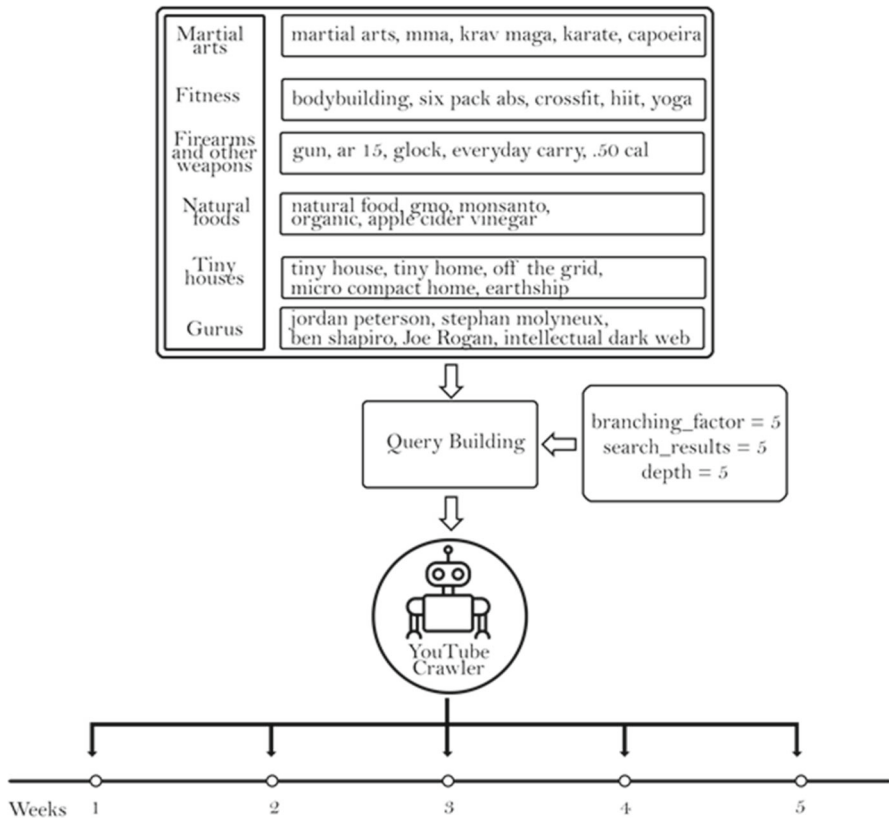 Martial
arts
martial arts, mma, krav maga, karate, capoeira
Fitness
bodybuilding, six pack abs, crossfit, hiit, yoga
Firearms
and other
weapons
gun, ar 15, glock, everyday carry, .50 cal
Natural
foods
natural food, gmo, monsanto,
organic, apple cider vinegar
Tiny
houses
tiny house, tiny home, off the grid,
micro compact home, earthship
Gurus
jordan peterson, stephan molyneux,
ben shapiro, Joe Rogan, intellectual dark web
Query Building
branching_factor = 5
search_results = 5
depth = 5
YouTube
Crawler
Weeks 1 2 3 4 5